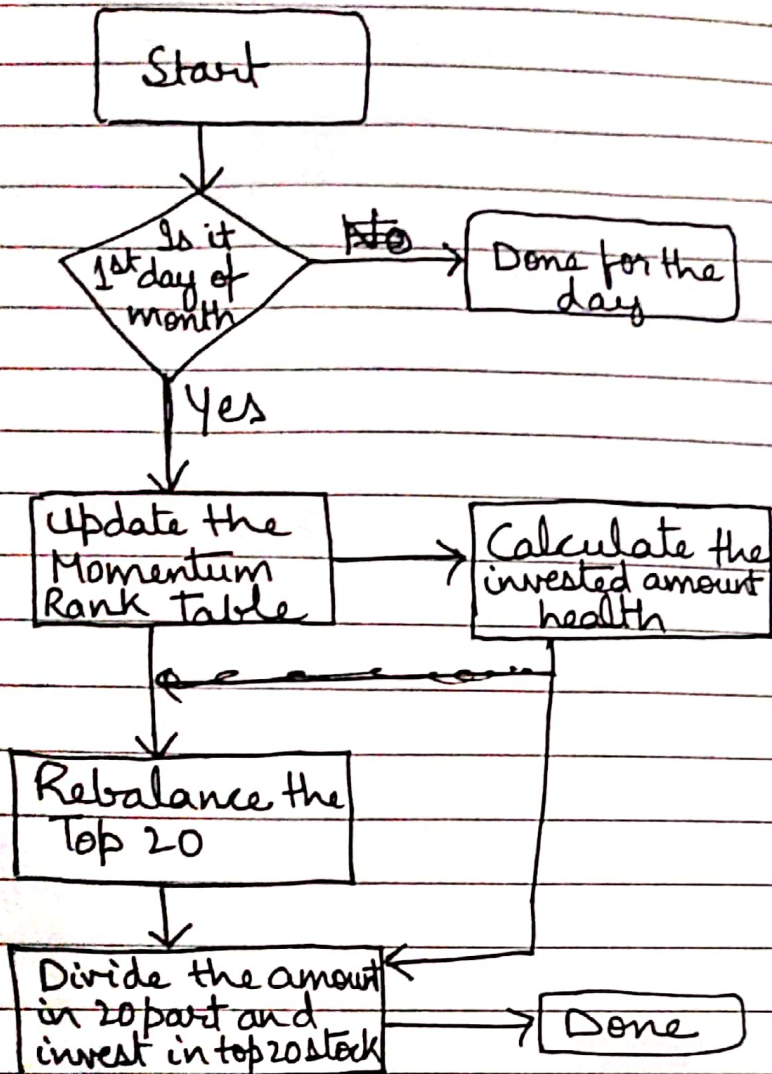 Start
Is it
1st day of
month
No
Done for the
day
Yes
Update the
Momentum
Rank Table
Calculate the
invested amount
health
Rebalance the
Top 20
Divide the amount
in 20 part and
invest in top 20 stock
Done